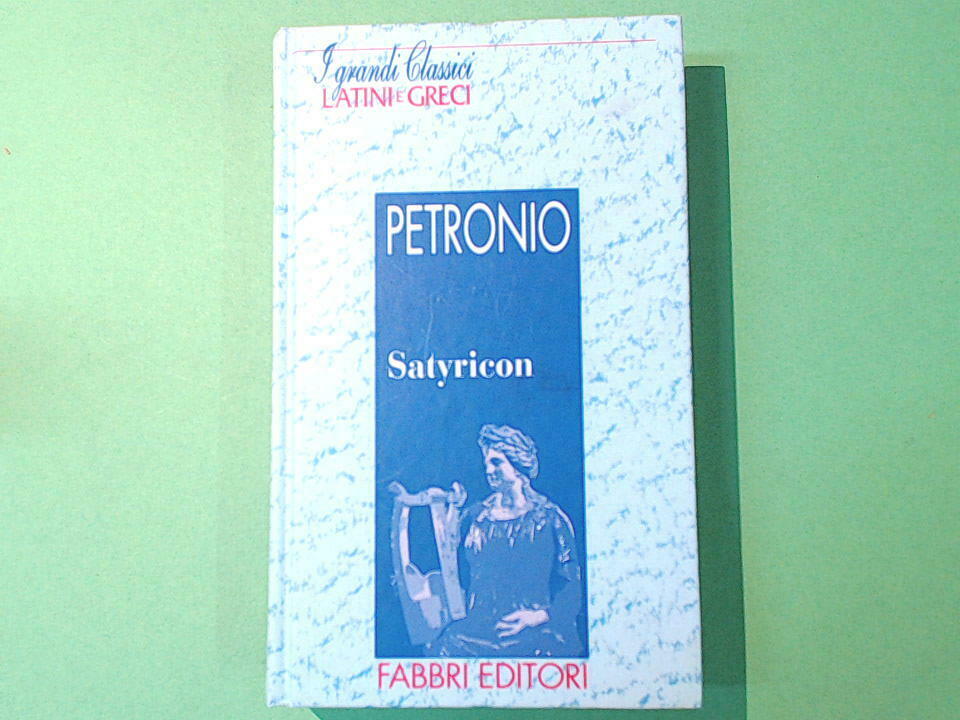 I grandi Classici
LATINI E GRECI
PETRONIO
Satyricon
FABBRI EDITORI